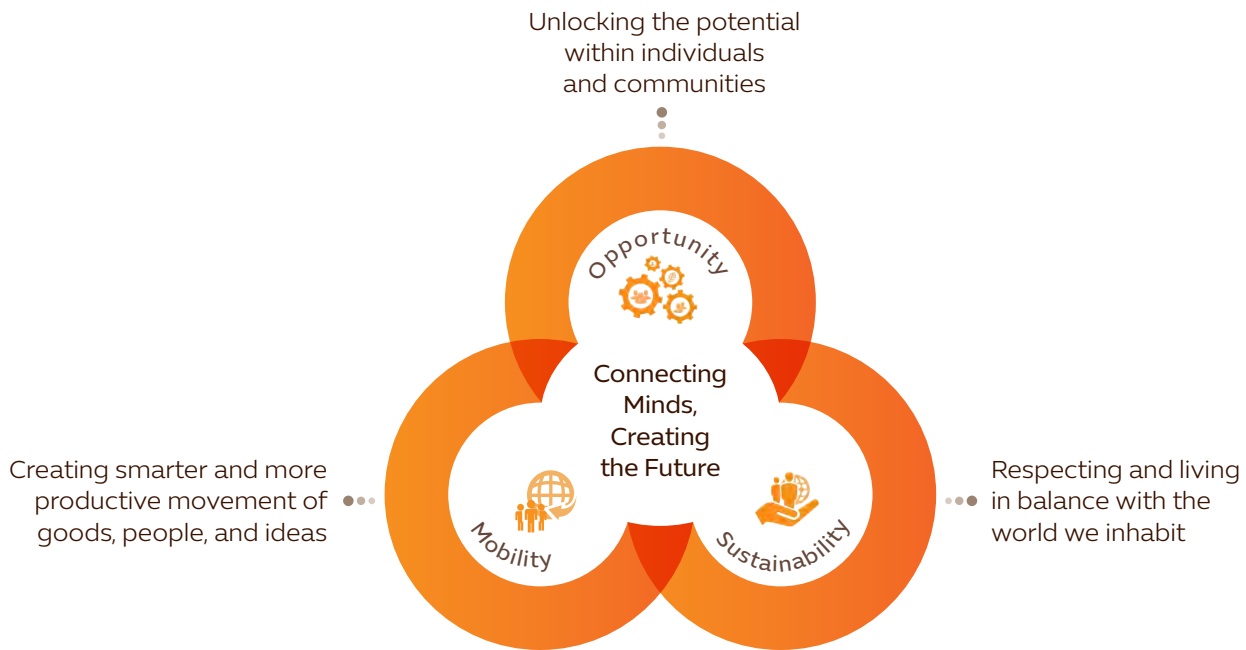 Unlocking the potential
within individuals
and communities
Opportunity
Connecting
Minds,
Creating
the Future
Creating smarter and more
productive movement of
goods, people, and ideas
Mobility
Sustainability
Respecting and living
in balance with the
world we inhabit